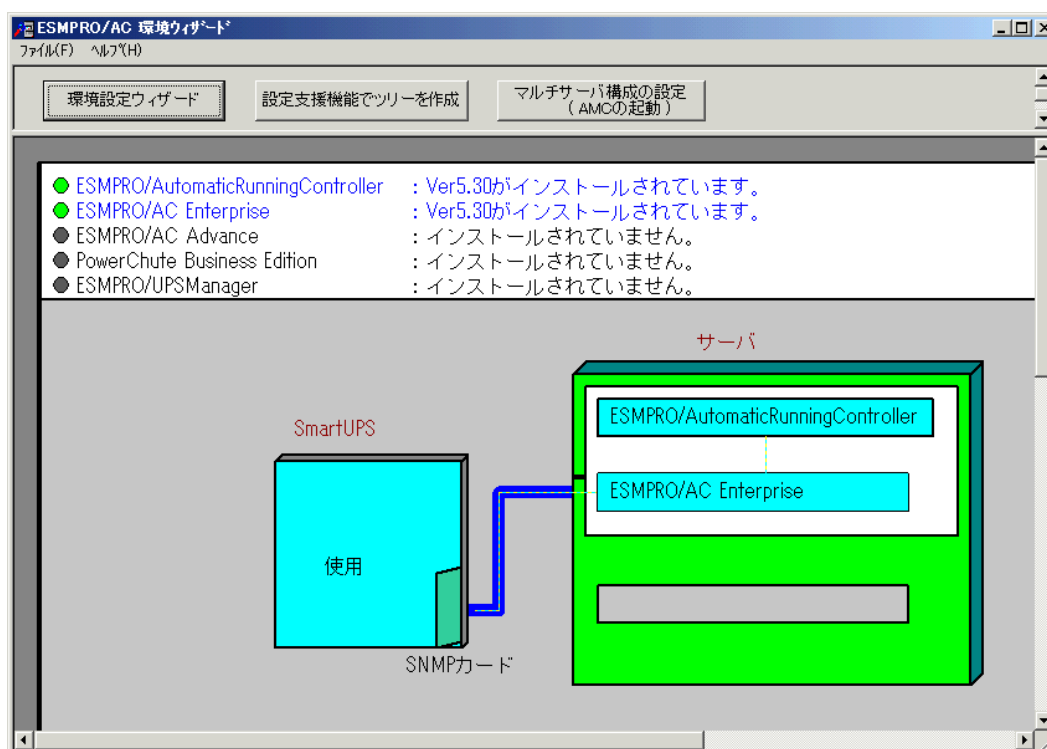 ESMPRO/AC 環境ウィザード
ファイル(F) ヘルプ(H)
環境設定ウィザード 設定支援機能でツリーを作成 マルチサーバ構成の設定
(AMCの起動)
ESMPRO/AutomaticRunningController : Ver5.30がインストールされています。
ESMPRO/AC Enterprise : Ver5.30がインストールされています。
ESMPRO/AC Advance : インストールされていません。
PowerChute Business Edition : インストールされていません。
ESMPRO/UPSManager : インストールされていません。
サーバ
ESMPRO/AutomaticRunningController
SmartUPS
ESMPRO/AC Enterprise
使用
SNMPカード